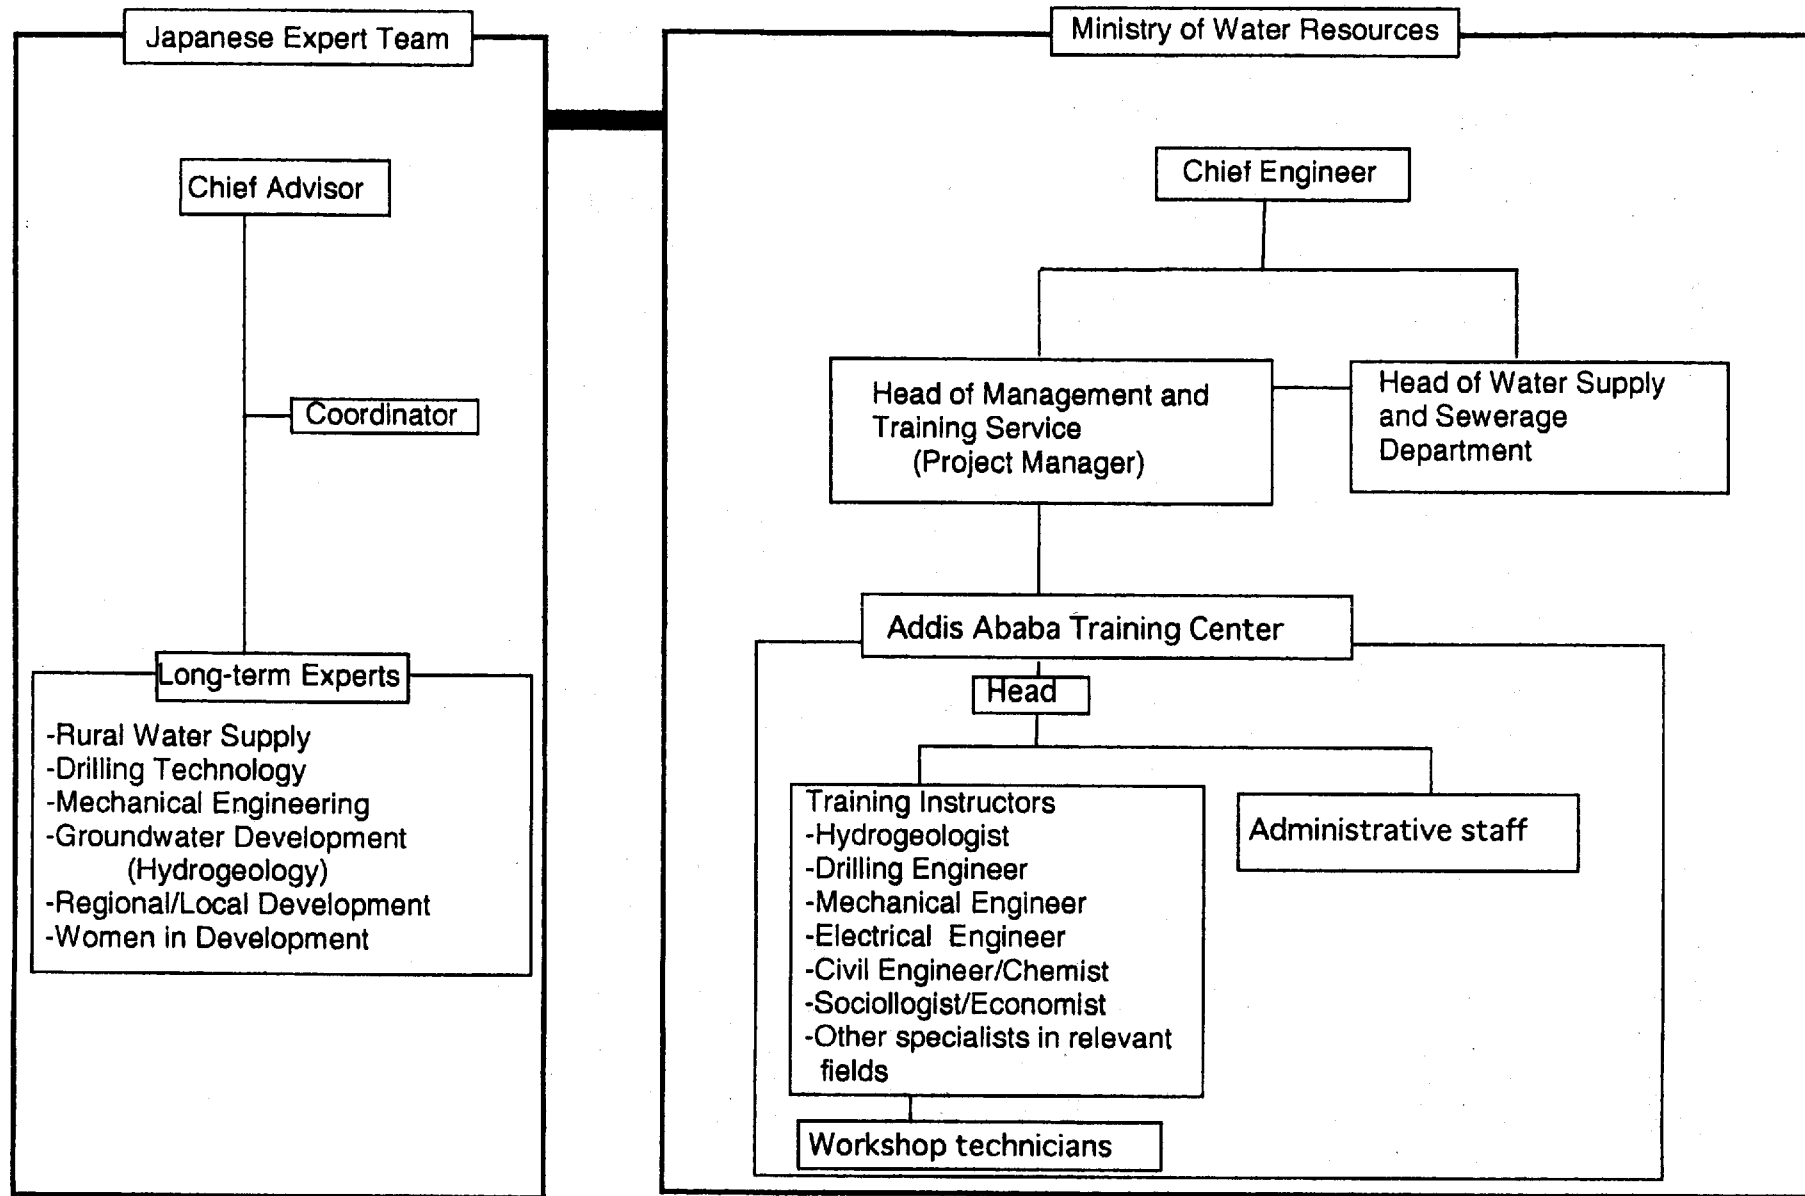 Japanese Expert Team
Chief Advisor
Coordinator
Long-term Experts
-Rural Water Supply
-Drilling Technology
-Mechanical Engineering
-Groundwater Development
(Hydrogeology)
-Regional/Local Development
-Women in Development
Ministry of Water Resources
Chief Engineer
Head of Management and
Training Service
(Project Manager)
Head of Water Supply
and Sewerage
Department
Addis Ababa Training Center
Head
Training Instructors
-Hydrogeologist
-Drilling Engineer
-Mechanical Engineer
-Electrical Engineer
-Civil Engineer/Chemist
-Sociollogist/Economist
-Other specialists in relevant
fields
Administrative staff
Workshop technicians